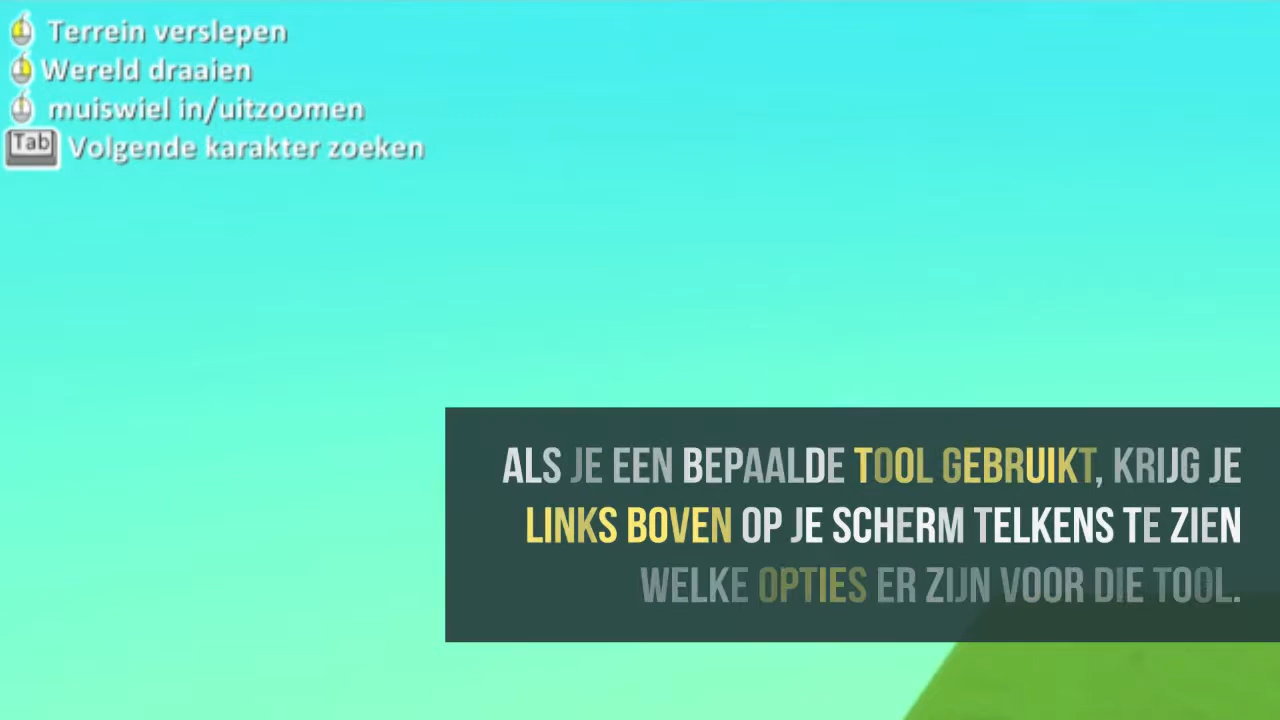 Terrein verslepen
Wereld draaien
muiswiel in/uitzoomen
Tab Volgende karakter zoeken
ALS JE EEN BEPAALDE TOOL GEBRUIKT, KRIJG JE
LINKS BOVEN OP JE SCHERM TELKENS TE ZIEN
WELKE OPTIES ER ZIJN VOOR DIE TOOL.